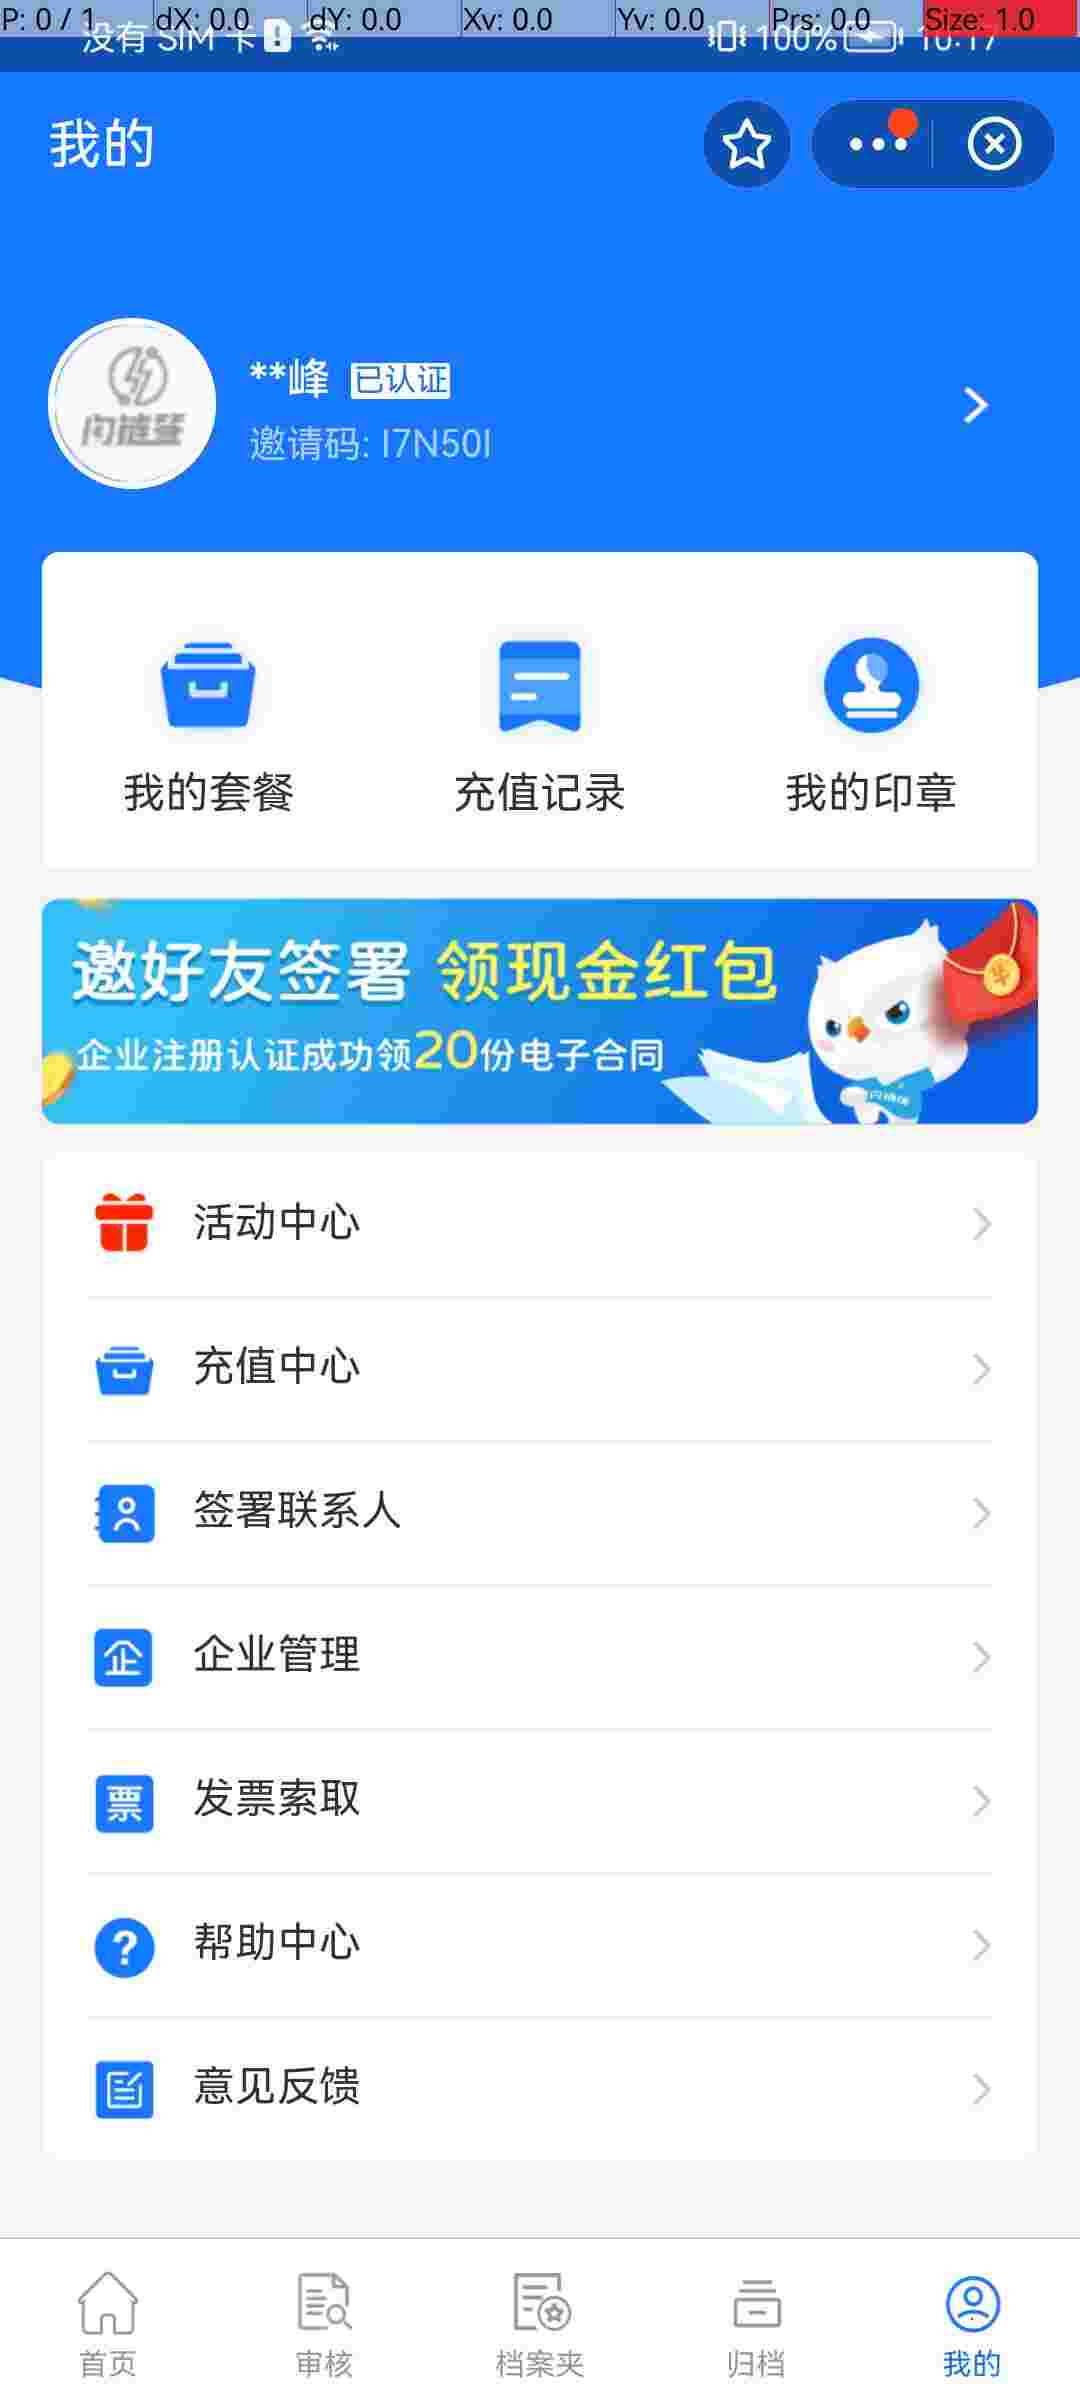 P: 0 / 1 dX: 0.0 dY: 0.0 Xv: 0.0 Yv: 0.0 Prs: 0.0 Size: 1.0
没有 SIM 卡 100% 10:17
我的
**峰 已认证
邀请码: I7N50I
我的套餐 充值记录 我的印章
邀好友签署 领现金红包
企业注册认证成功领20份电子合同
活动中心
充值中心
签署联系人
企业管理
票 发票索取
帮助中心
意见反馈
首页 审核 档案夹 归档 我的